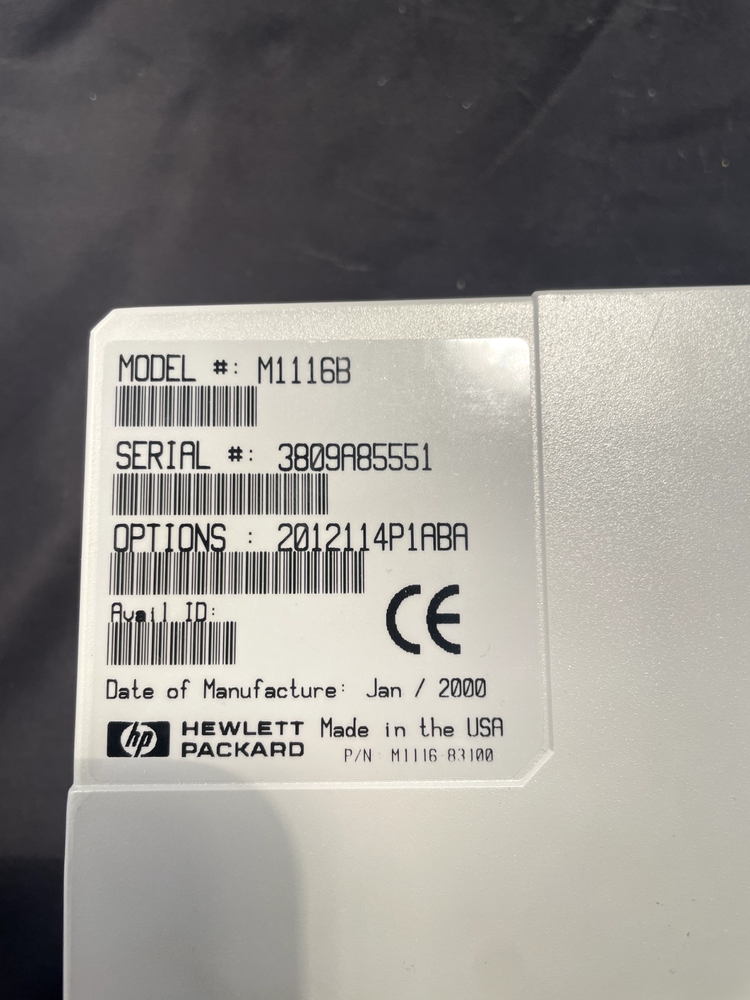 MODEL #: M1116B
SERIAL #: 3809A85551
OPTIONS : 2012114P1ABA
Avail ID:
CE
Date of Manufacture: Jan / 2000
hp HEWLETT PACKARD Made in the USA
P/N: M1116-83100